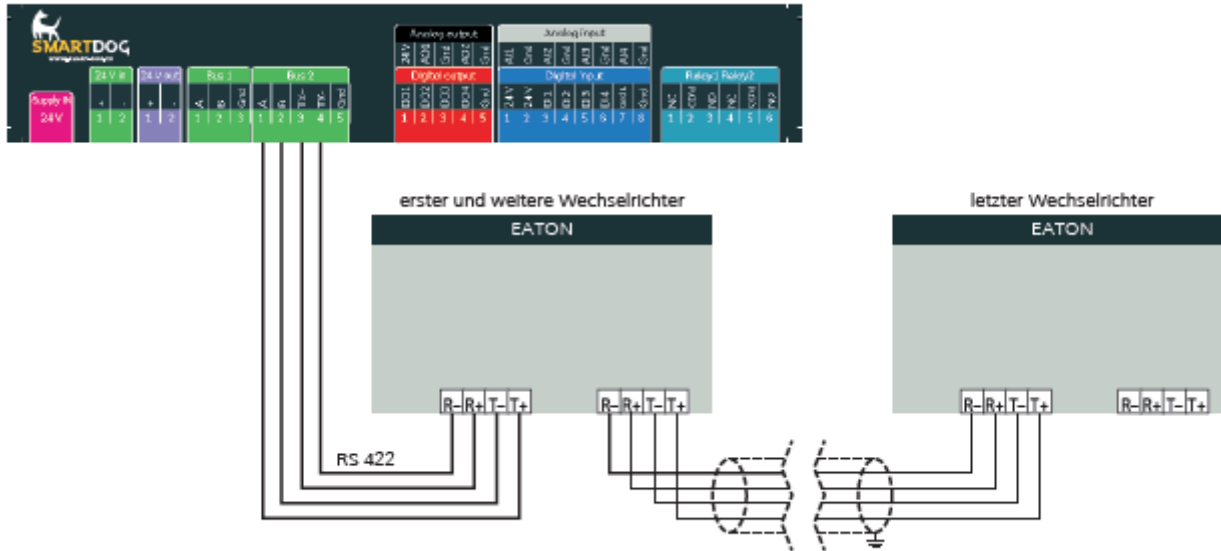 SMARTDOG
Analog output
Analog input
24V AO1 Gnd AO2 Gnd
AI1 Gnd AI2 Gnd AI3 Gnd AI4 Gnd
24 V in
24 V out
Bus 1
Bus 2
Digital output
Digital Input
Relay1 Relay2
Supply IN
24 V
+ -
+ -
A B Gnd
A B TX+ TX- Gnd
DO1 DO2 DO3 DO4 Gnd
24 V 24 V DI1 DI2 DI3 DI4 Gnd
NC COM NO NC COM NO
1 2
1 2
1 2 3
1 2 3 4 5
1 2 3 4 5
1 2 3 4 5 6 7 8
1 2 3 4 5 6
erster und weitere Wechselrichter
letzter Wechselrichter
EATON
EATON
R- R+ T- T+
R- R+ T- T+
R- R+ T- T+
R- R+ T- T+
RS 422